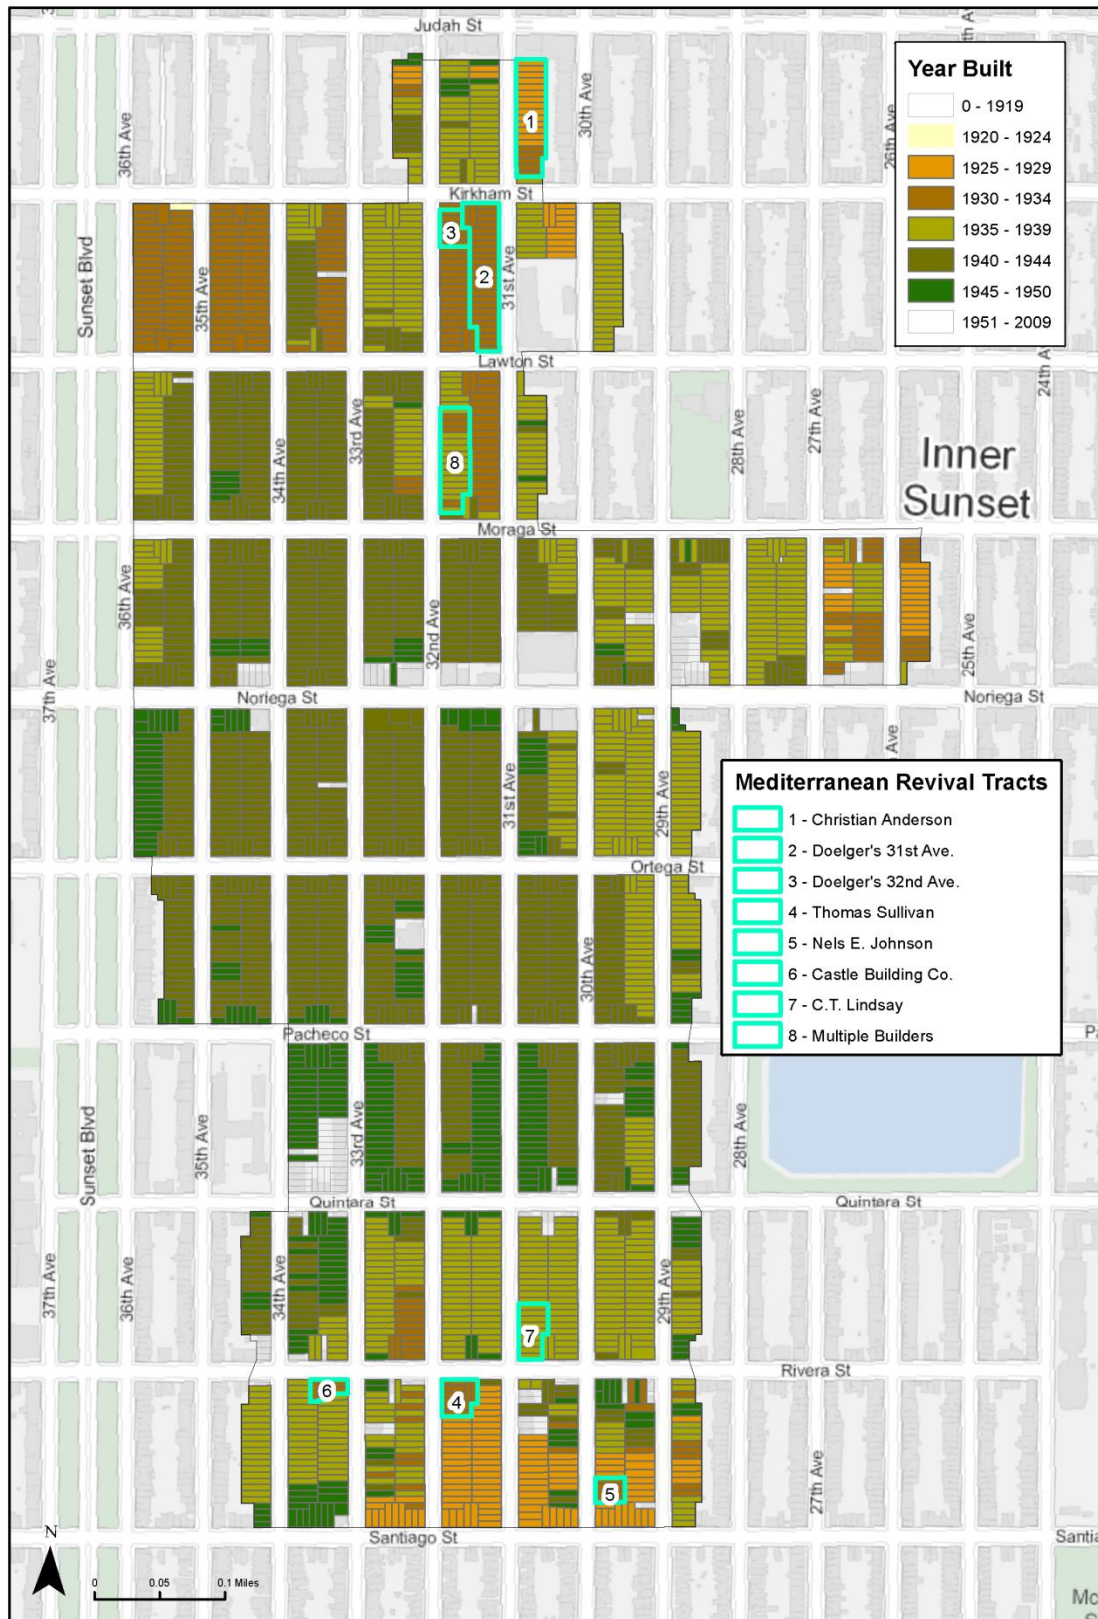 Judah St
36th Ave
30th Ave
26th Ave
Year Built
0 - 1919
1920 - 1924
1925 - 1929
1930 - 1934
1935 - 1939
1940 - 1944
1945 - 1950
1951 - 2009
1
Kirkham St
3
2
Sunset Blvd
35th Ave
31st Ave
Lawton St
24th A
33rd Ave
34th Ave
8
28th Ave
27th Ave
Inner
Sunset
Moraga St
36th Ave
32nd Ave
25th Ave
37th Ave
Noriega St
Noriega St
31st Ave
29th Ave
Ave
Mediterranean Revival Tracts
1 - Christian Anderson
2 - Doelger's 31st Ave.
3 - Doelger's 32nd Ave.
4 - Thomas Sullivan
5 - Nels E. Johnson
6 - Castle Building Co.
7 - C.T. Lindsay
8 - Multiple Builders
Ortega St
30th Ave
Pacheco St
Pa
Sunset Blvd
35th Ave
33rd Ave
28th Ave
Quintara St
Quintara St
37th Ave
36th Ave
34th Ave
29th Ave
7
Rivera St
6
4
5
27th Ave
Santiago St
Santia
N
0 0.05 0.1 Miles
Mc